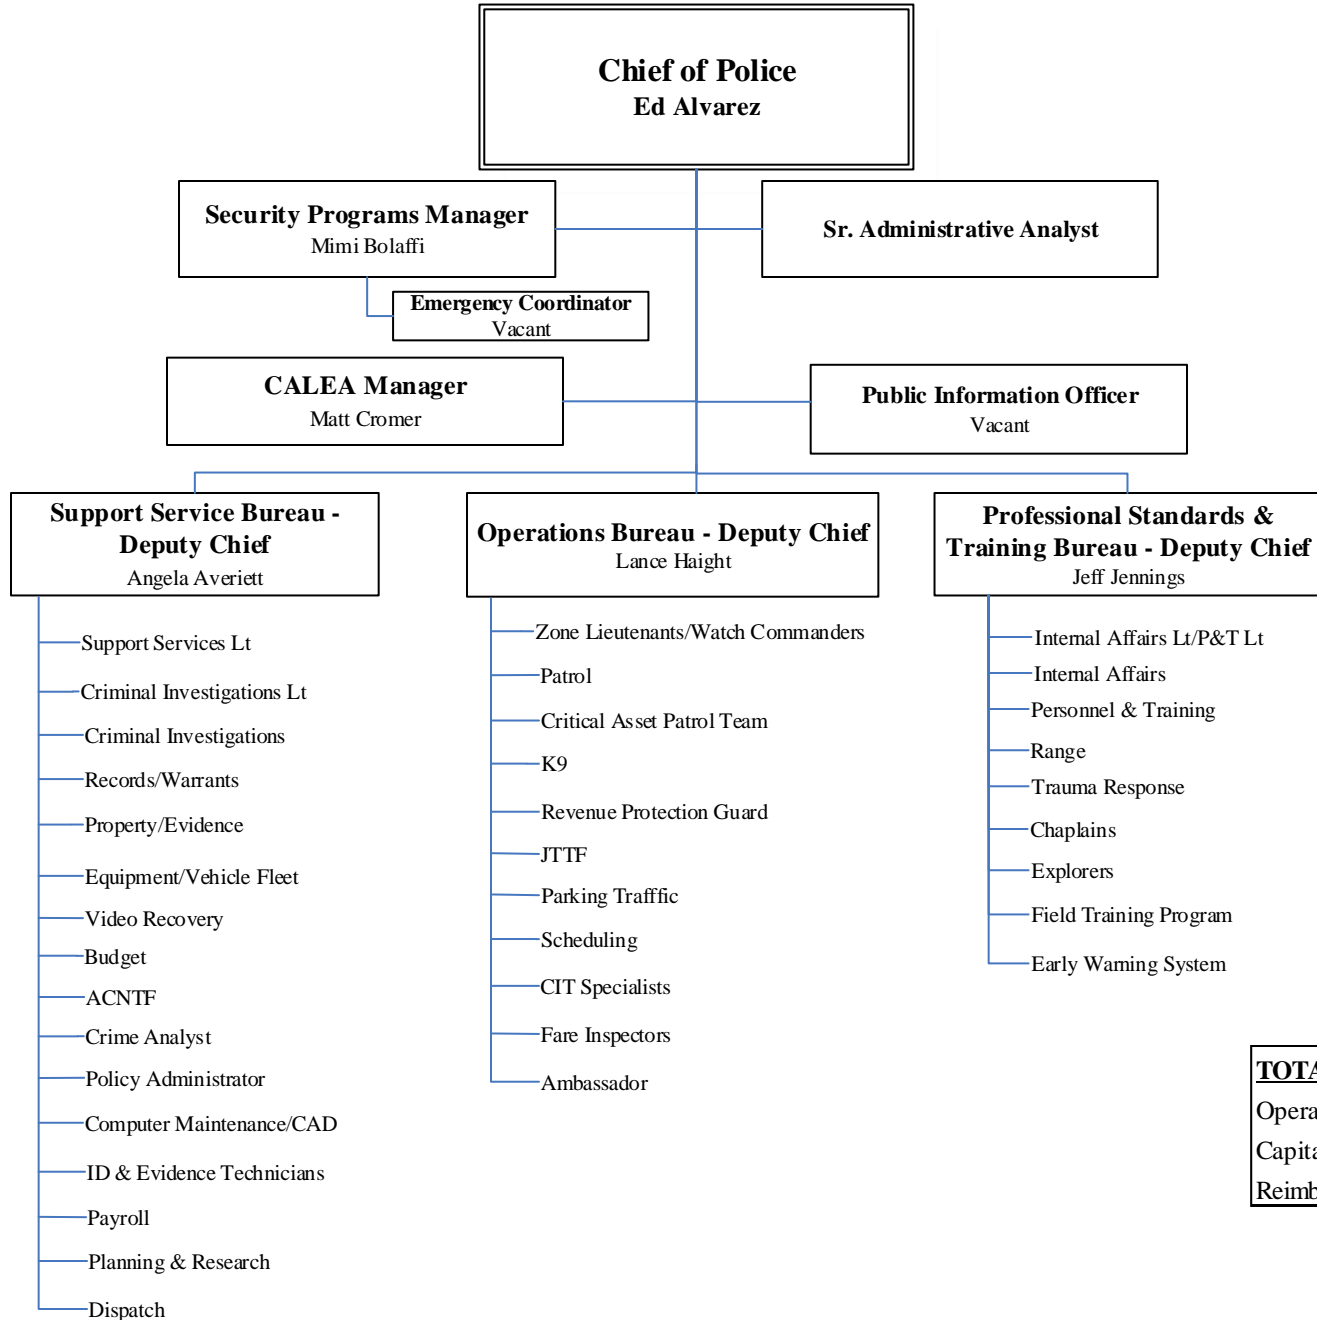 Chief of Police
Ed Alvarez
Security Programs Manager
Mimi Bolaffi
Sr. Administrative Analyst
Emergency Coordinator
Vacant
CALEA Manager
Matt Cromer
Public Information Officer
Vacant
Support Service Bureau -
Deputy Chief
Angela Averiett
Operations Bureau - Deputy Chief
Lance Haight
Professional Standards &
Training Bureau - Deputy Chief
Jeff Jennings
Support Services Lt
Criminal Investigations Lt
Criminal Investigations
Records/Warrants
Property/Evidence
Equipment/Vehicle Fleet
Video Recovery
Budget
ACNTF
Crime Analyst
Policy Administrator
Computer Maintenance/CAD
ID & Evidence Technicians
Payroll
Planning & Research
Dispatch
Zone Lieutenants/Watch Commanders
Patrol
Critical Asset Patrol Team
K9
Revenue Protection Guard
JTTF
Parking Trafffic
Scheduling
CIT Specialists
Fare Inspectors
Ambassador
Internal Affairs Lt/P&T Lt
Internal Affairs
Personnel & Training
Range
Trauma Response
Chaplains
Explorers
Field Training Program
Early Warning System
TOTA
Opera
Capita
Reimb